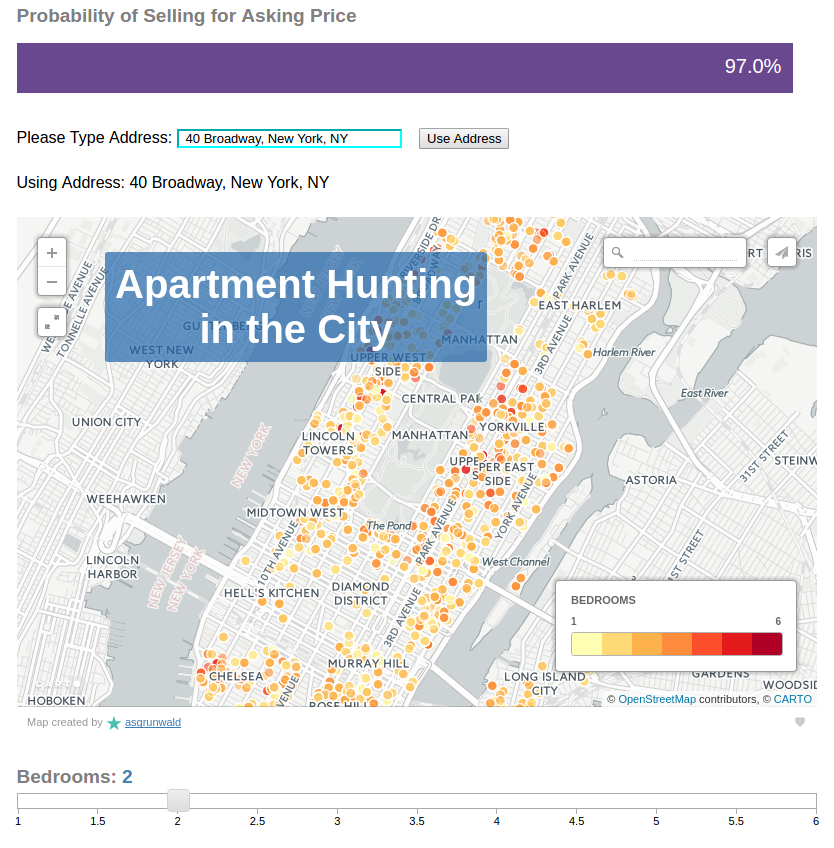 Probability of Selling for Asking Price
97.0%
Please Type Address: 40 Broadway, New York, NY Use Address
Using Address: 40 Broadway, New York, NY
+
−
Apartment Hunting
in the City
RIVERSIDE DR
BROADWAY
PARK AVENUE
TONNELLE AVENUE
GUTTENBERG
WEST NEW
YORK
EAST HARLEM
MANHATTAN
3RD AVENUE
Harlem River
UPPER WEST
SIDE
East River
CENTRAL PARK
UNION CITY
LINCOLN
TOWERS
MANHATTAN
YORKVILLE
NEW YORK
31ST STREET
STEINW
UPPER EAST
SIDE
ASTORIA
WEEHAWKEN
MIDTOWN WEST
The Pond
PARK AVENUE
YORK AVENUE
10TH AVENUE
LINCOLN
HARBOR
NEW JERSEY
NEW YORK
West Channel
HELL'S KITCHEN
DIAMOND
DISTRICT
3RD AVENUE
BEDROOMS
1 6
MURRAY HILL
CHELSEA
LONG ISLAND
CITY
GARDENS
WOODSID
HOBOKEN
ROSE HILL
© OpenStreetMap contributors, © CARTO
Map created by asgrunwald
Bedrooms: 2
1 1.5 2 2.5 3 3.5 4 4.5 5 5.5 6